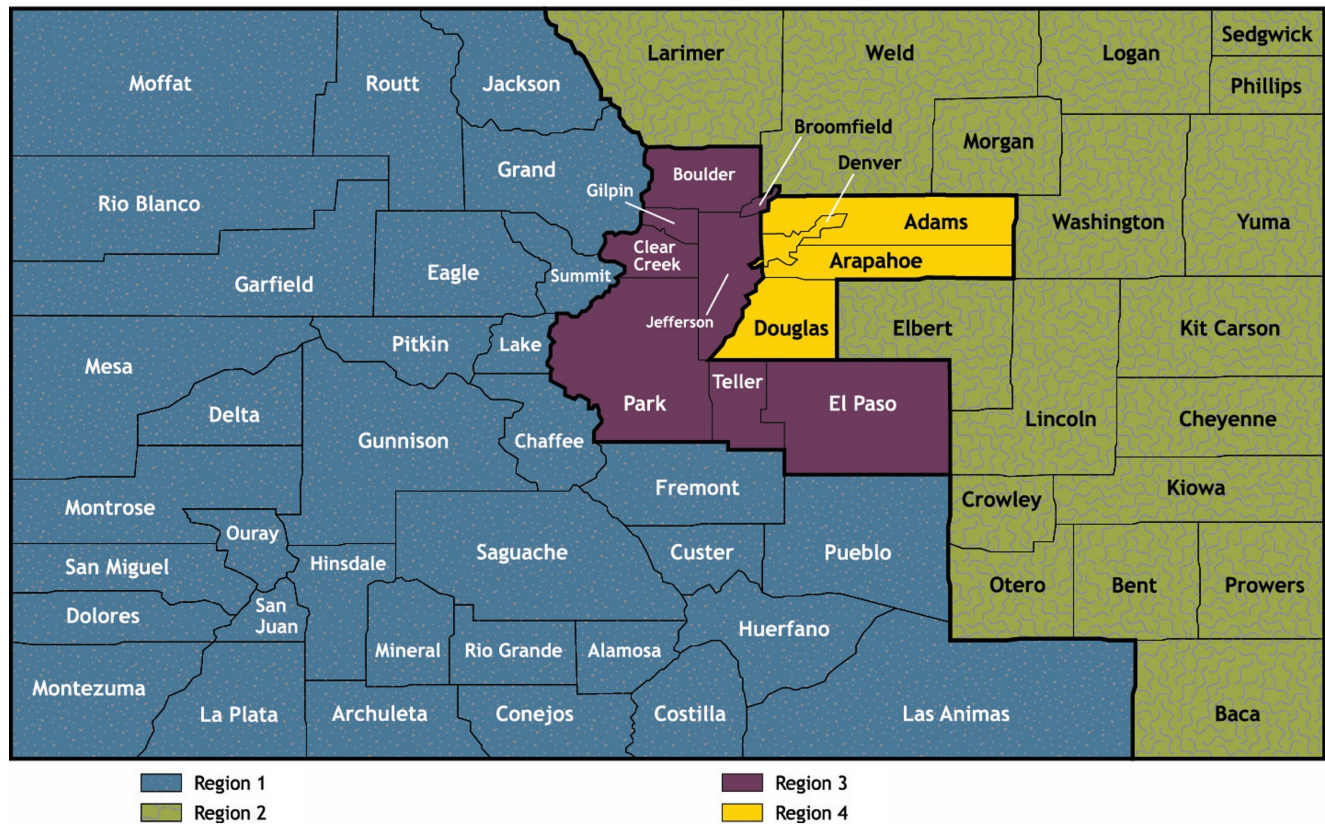 Moffat
Routt
Jackson
Larimer
Weld
Logan
Sedgwick
Phillips
Rio Blanco
Grand
Boulder
Broomfield
Denver
Morgan
Gilpin
Washington
Yuma
Garfield
Eagle
Summit
Clear
Creek
Adams
Arapahoe
Jefferson
Douglas
Elbert
Kit Carson
Mesa
Pitkin
Lake
Delta
Gunnison
Chaffee
Park
Teller
El Paso
Lincoln
Cheyenne
Montrose
Ouray
Fremont
Crowley
Kiowa
San Miguel
Hinsdale
Saguache
Custer
Pueblo
Otero
Bent
Prowers
Dolores
San
Juan
Mineral
Rio Grande
Alamosa
Huerfano
Montezuma
La Plata
Archuleta
Conejos
Costilla
Las Animas
Baca
Region 1
Region 2
Region 3
Region 4